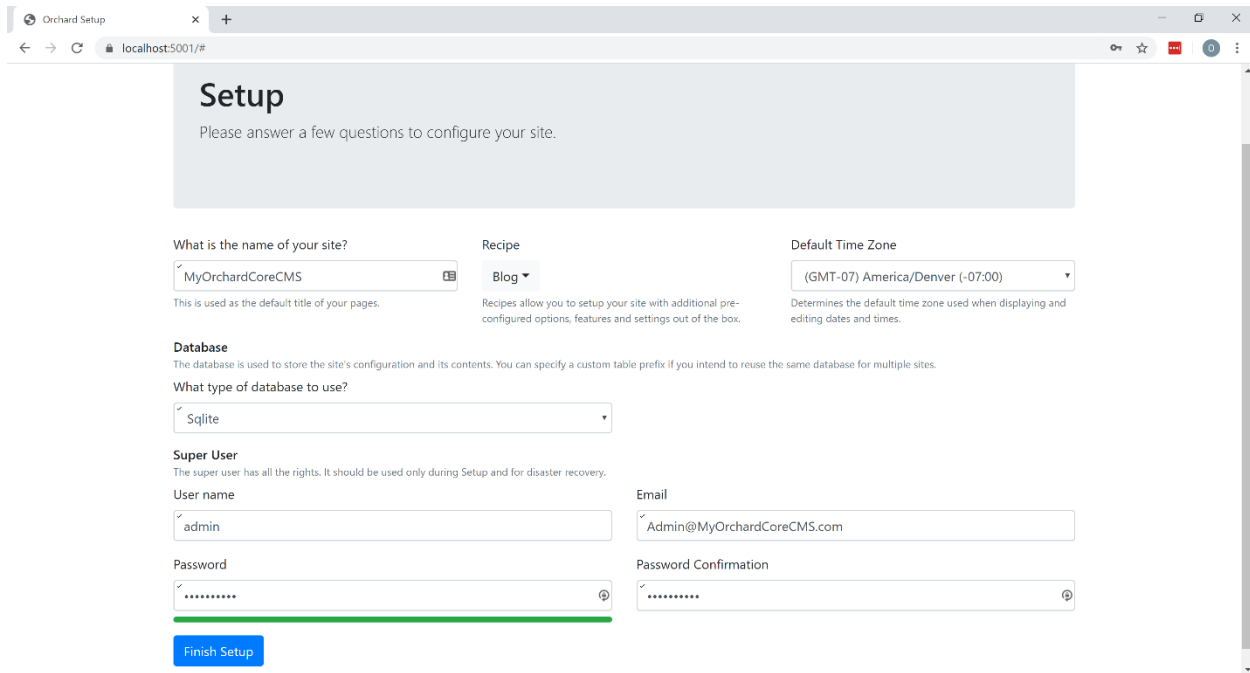 Orchard Setup
localhost:5001/#
O
Setup
Please answer a few questions to configure your site.
What is the name of your site?
Recipe
Default Time Zone
MyOrchardCoreCMS
Blog
(GMT-07) America/Denver (-07:00)
This is used as the default title of your pages.
Recipes allow you to setup your site with additional pre-
configured options, features and settings out of the box.
Determines the default time zone used when displaying and
editing dates and times.
Database
The database is used to store the site's configuration and its contents. You can specify a custom table prefix if you intend to reuse the same database for multiple sites.
What type of database to use?
Sqlite
Super User
The super user has all the rights. It should be used only during Setup and for disaster recovery.
User name
Email
admin
Admin@MyOrchardCoreCMS.com
Password
Password Confirmation
••••••••••
••••••••••
Finish Setup